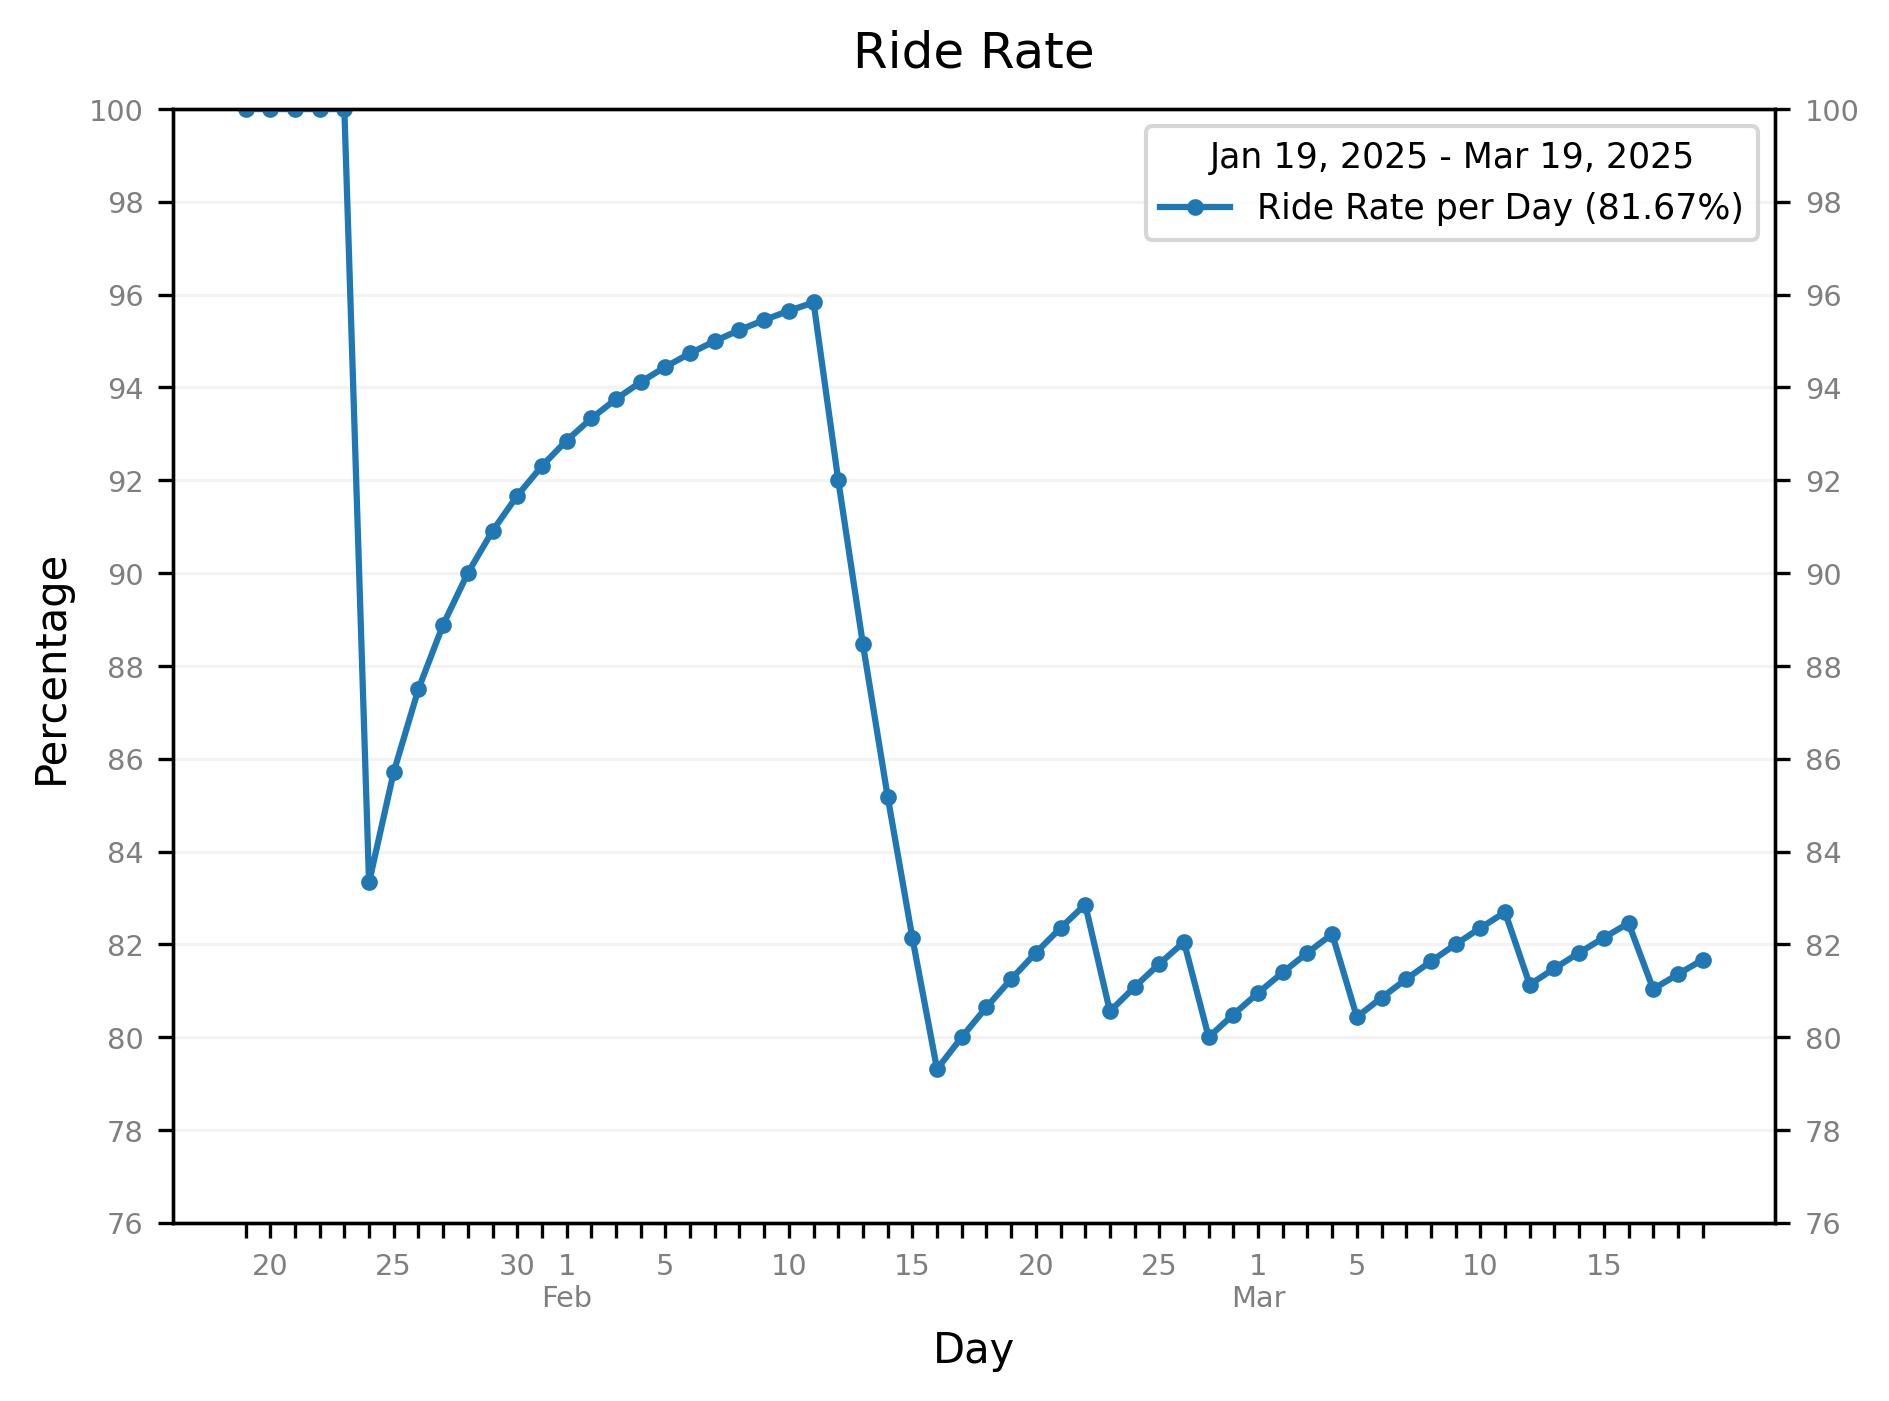 Ride Rate
100 100
Jan 19, 2025 - Mar 19, 2025
98 98
Ride Rate per Day (81.67%)
96 96
94 94
92 92
90 90
Percentage
88 88
86 86
84 84
82 82
80 80
78 78
76 76
20 25 30 1 5 10 15 20 25 1 5 10 15
Feb Mar
Day